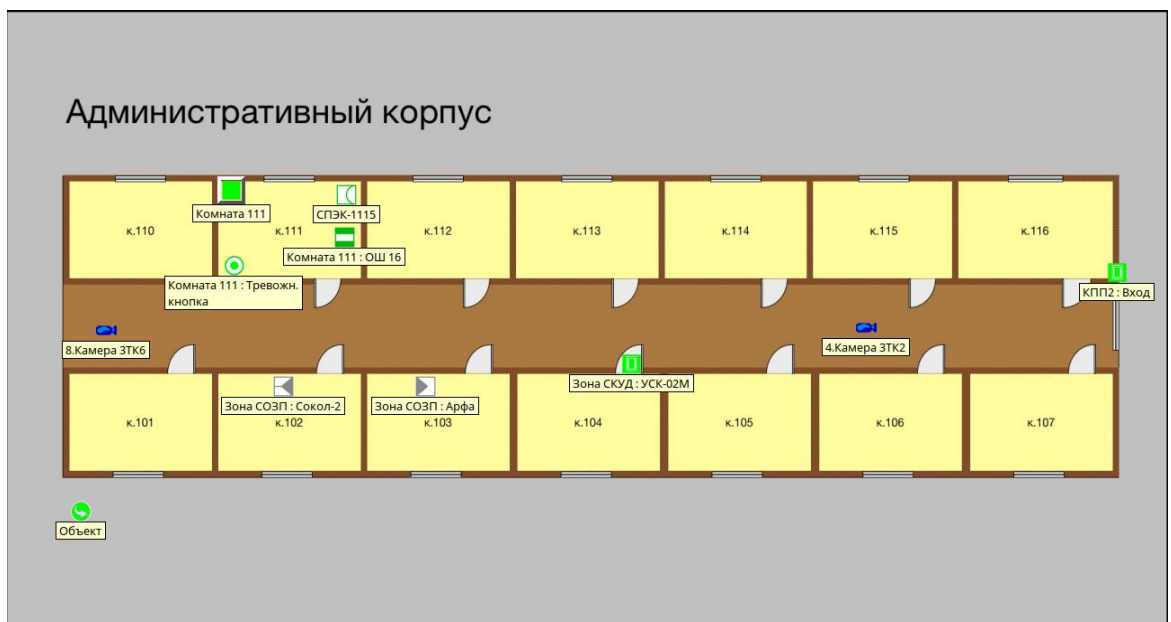 Административный корпус
Комната 111
СПЭК-1115
к.110
к.111
к.112
к.113
к.114
к.115
к.116
Комната 111 : ОШ 16
Комната 111 : Тревожн.
кнопка
КПП2 : Вход
8.Камера ЗТК6
4.Камера ЗТК2
Зона СКУД : УСК-02М
Зона СОЗП : Сокол-2
Зона СОЗП : Арфа
к.101
к.102
к.103
к.104
к.105
к.106
к.107
Объект